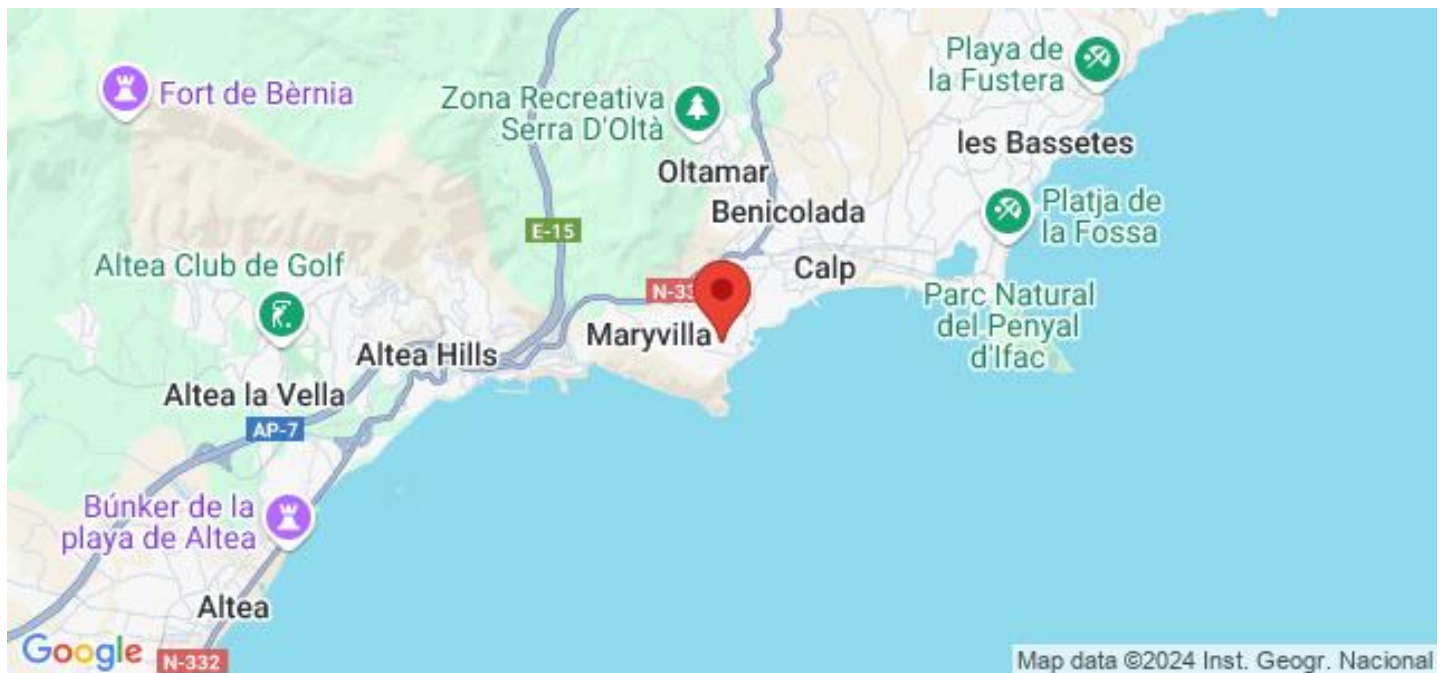 Playa de
la Fustera
Fort de Bèrnia
Zona Recreativa
Serra D'Oltà
les Bassetes
Oltamar
Platja de
la Fossa
Benicolada
E-15
Altea Club de Golf
Calp
N-33
Parc Natural
del Penyal
d'Ifac
Maryvilla
Altea Hills
Altea la Vella
AP-7
Búnker de la
playa de Altea
Altea
Google
N-332
Map data ©2024 Inst. Geogr. Nacional